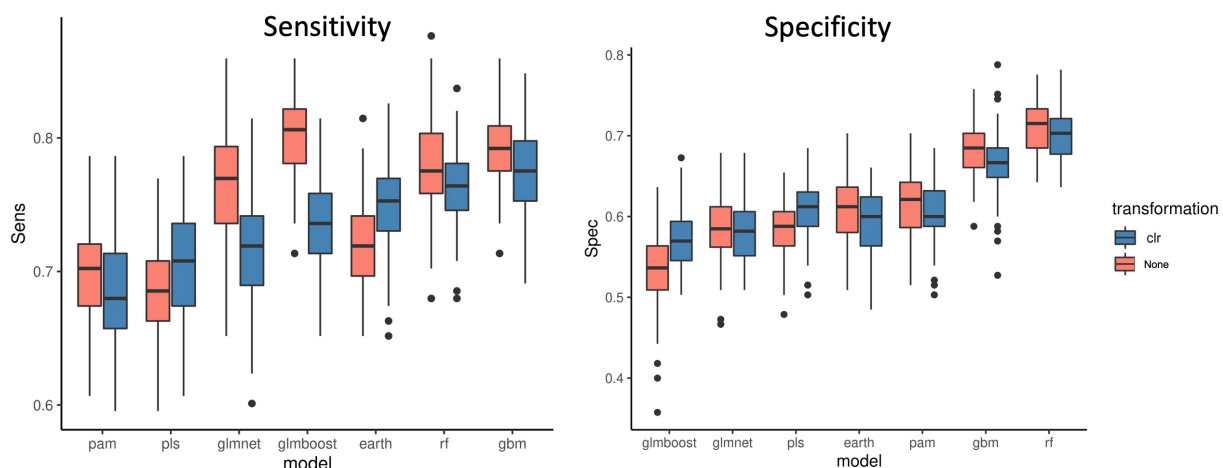 Sensitivity
Sens
0.8
0.7
0.6
pam pls glmnet glmboost earth rf gbm
model
Specificity
Spec
0.8
0.7
0.6
0.5
0.4
glmboost glmnet pls earth pam gbm rf
model
transformation
clr
None